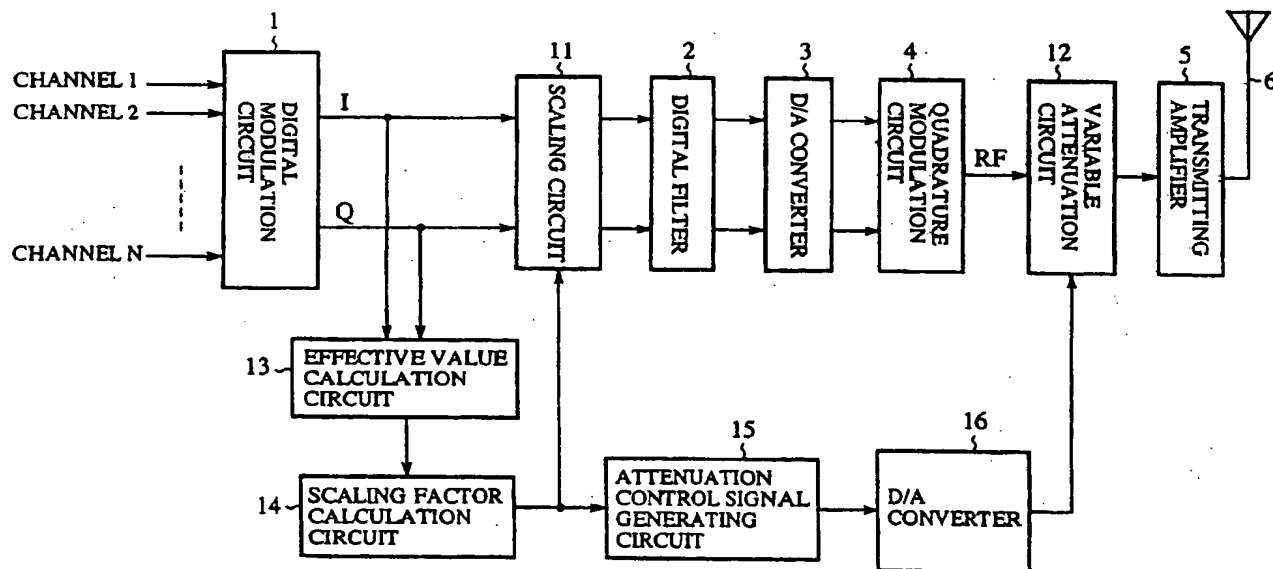 1
CHANNEL 1
CHANNEL 2
CHANNEL N
DIGITAL
MODULATION
CIRCUIT
I
Q
11
SCALING CIRCUIT
2
DIGITAL FILTER
3
D/A CONVERTER
4
QUADRATURE
MODULATION
CIRCUIT
RF
12
VARIABLE
ATTENUATION
CIRCUIT
5
TRANSMITTING
AMPLIFIER
6
13
EFFECTIVE VALUE
CALCULATION
CIRCUIT
14
SCALING FACTOR
CALCULATION
CIRCUIT
15
ATTENUATION
CONTROL SIGNAL
GENERATING
CIRCUIT
16
D/A
CONVERTER